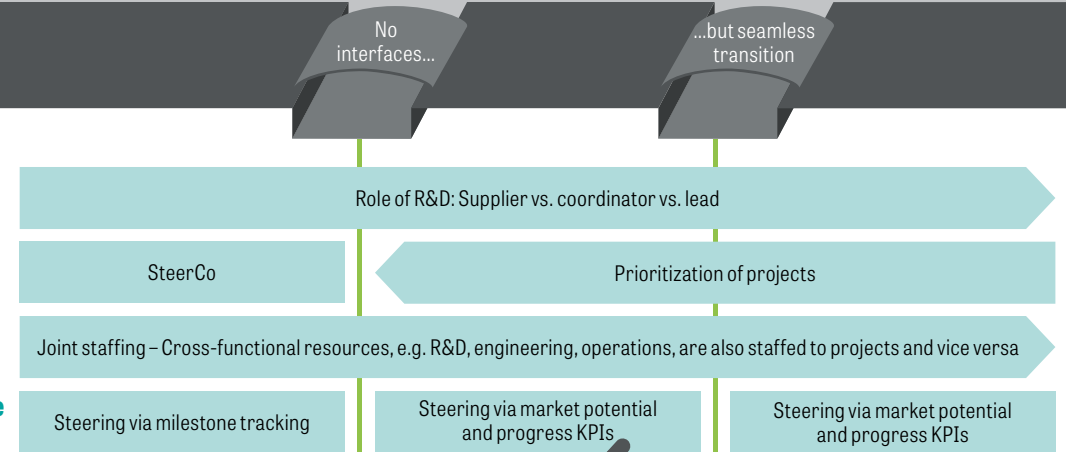 No
interfaces...
...but seamless
transition
Role of R&D: Supplier vs. coordinator vs. lead
SteerCo
Prioritization of projects
Joint staffing – Cross-functional resources, e.g. R&D, engineering, operations, are also staffed to projects and vice versa
Steering via milestone tracking
Steering via market potential
and progress KPIs
Steering via market potential
and progress KPIs